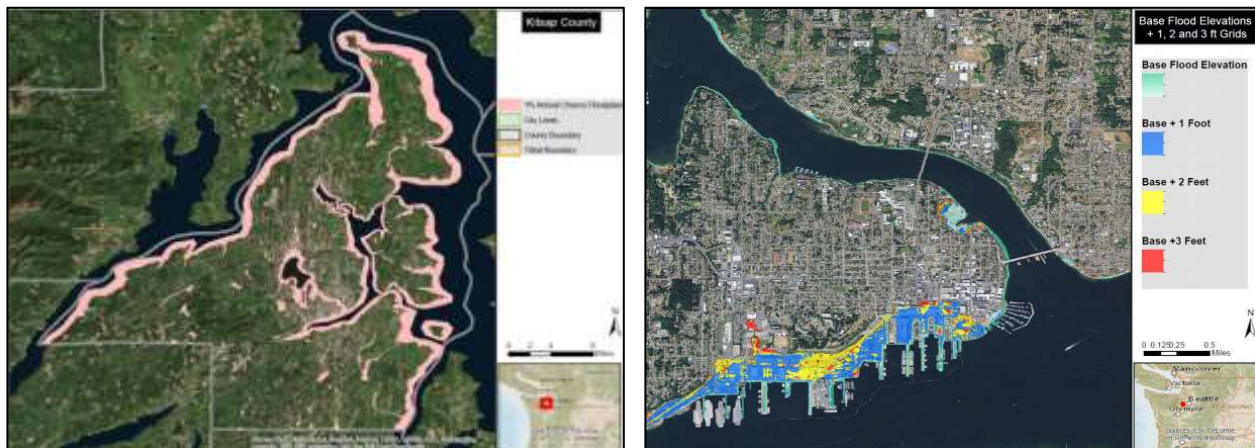 Kitsap County
1% Annual Chance Floodplain
City Limits
County Boundary
Tribal Boundary
N
Base Flood Elevations
+ 1, 2 and 3 ft Grids
Base Flood Elevation
Base + 1 Foot
Base + 2 Feet
Base +3 Feet
N
0 0.125 0.25 0.5
Miles
Vancouver
Victoria
Seattle
Olympia